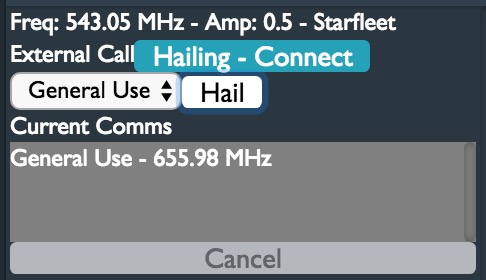 Freq: 543.05 MHz - Amp: 0.5 - Starfleet
External Call
Hailing - Connect
General Use
Hail
Current Comms
General Use - 655.98 MHz
Cancel